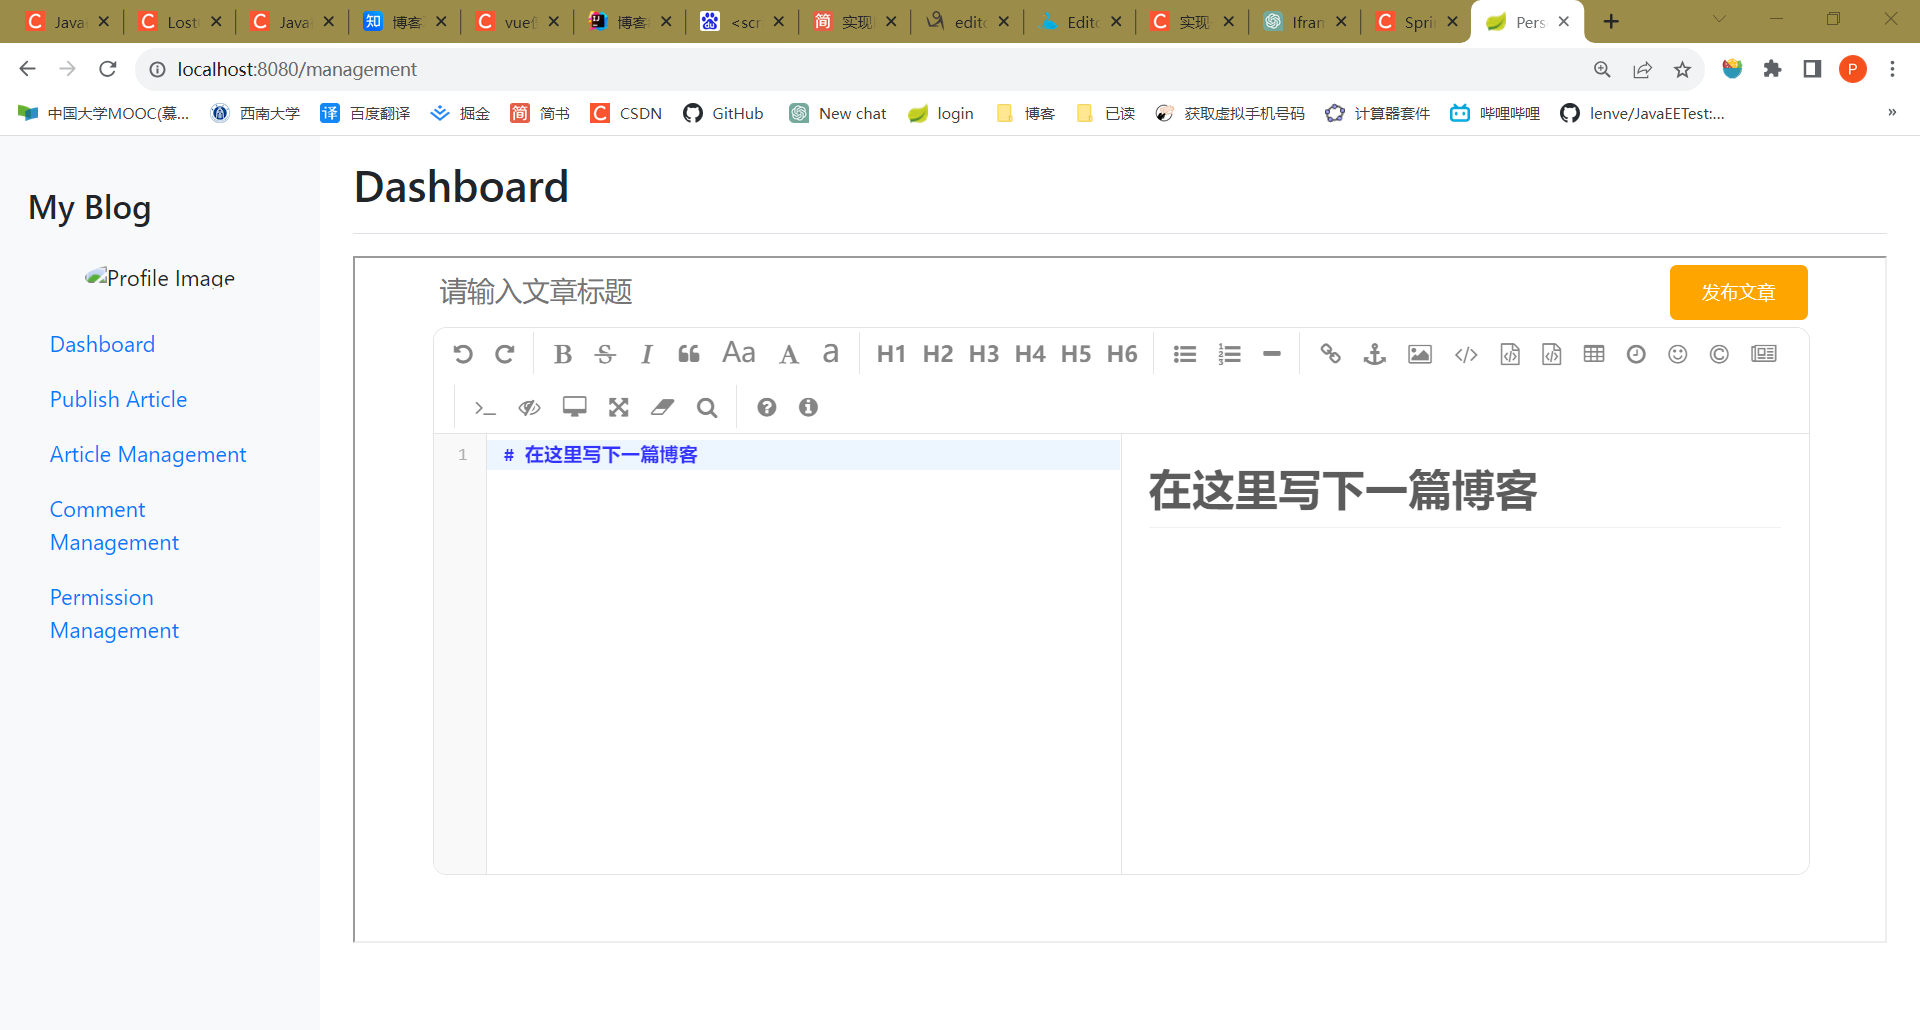 Java
Lost
Java
博客
vue
博客
<scr
实现
edito
Edito
实现
Ifran
Spri
Pers
localhost:8080/management
P
中国大学MOOC(慕...
西南大学
百度翻译
掘金
简书
CSDN
GitHub
New chat
login
博客
已读
获取虚拟手机号码
计算器套件
哔哩哔哩
lenve/JavaEETest:...
»
My Blog
Profile Image
Dashboard
Publish Article
Article Management
Comment
Management
Permission
Management
Dashboard
请输入文章标题
发布文章
B S I Aa A a H1 H2 H3 H4 H5 H6
1
# 在这里写下一篇博客
在这里写下一篇博客